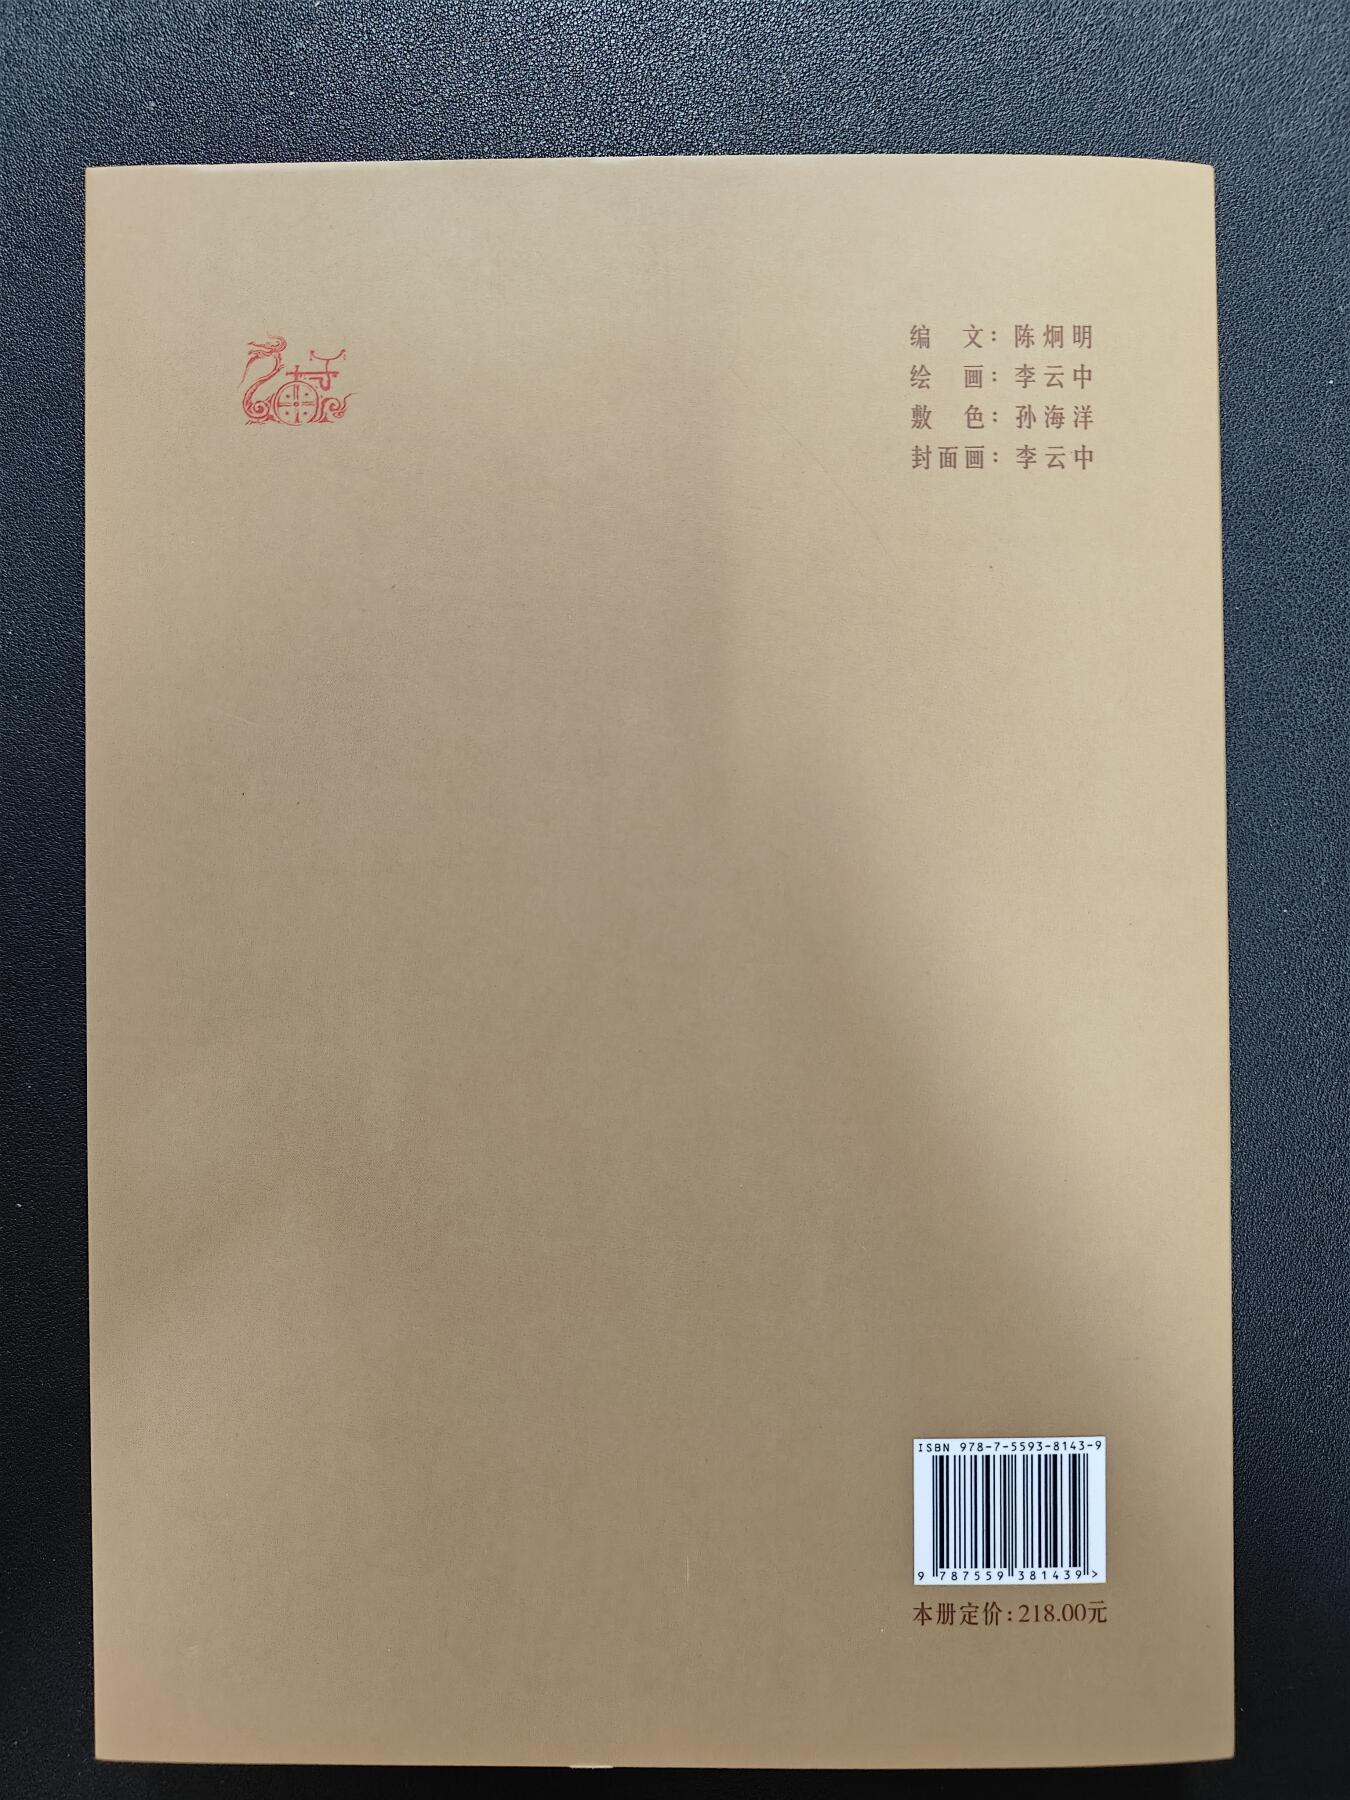 编 文：陈炯明
绘 画：李云中
敷 色：孙海洋
封面画：李云中
ISBN 978-7-5593-8143-9
9 787559 381439 >
本册定价：218.00元